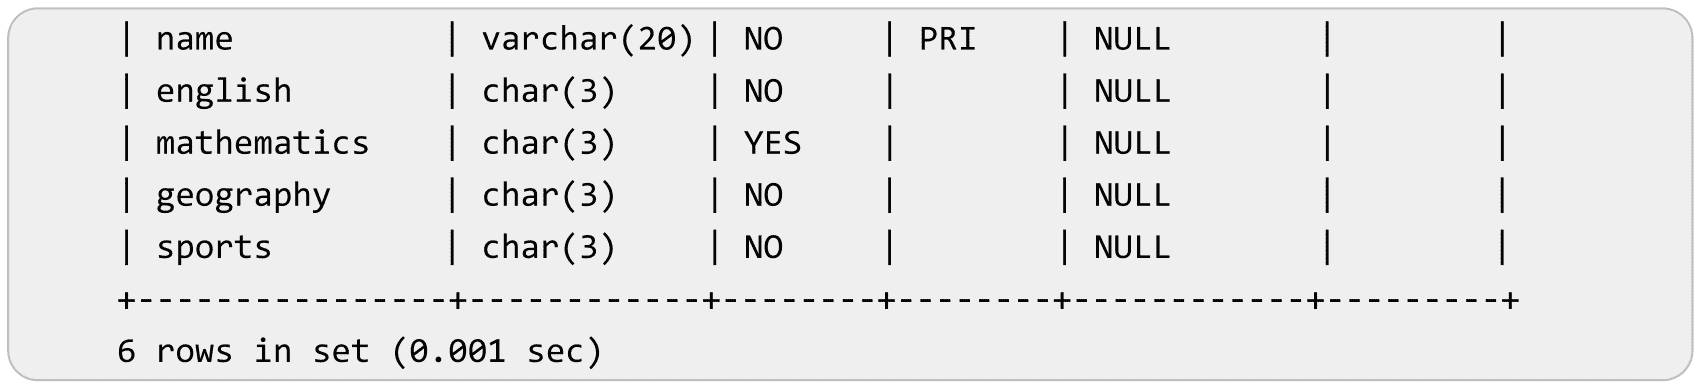 | name | varchar(20) | NO | PRI | NULL | |
| english | char(3) | NO | | NULL | |
| mathematics | char(3) | YES | | NULL | |
| geography | char(3) | NO | | NULL | |
| sports | char(3) | NO | | NULL | |
+----------------+------------+--------+--------+------------+---------+
6 rows in set (0.001 sec)